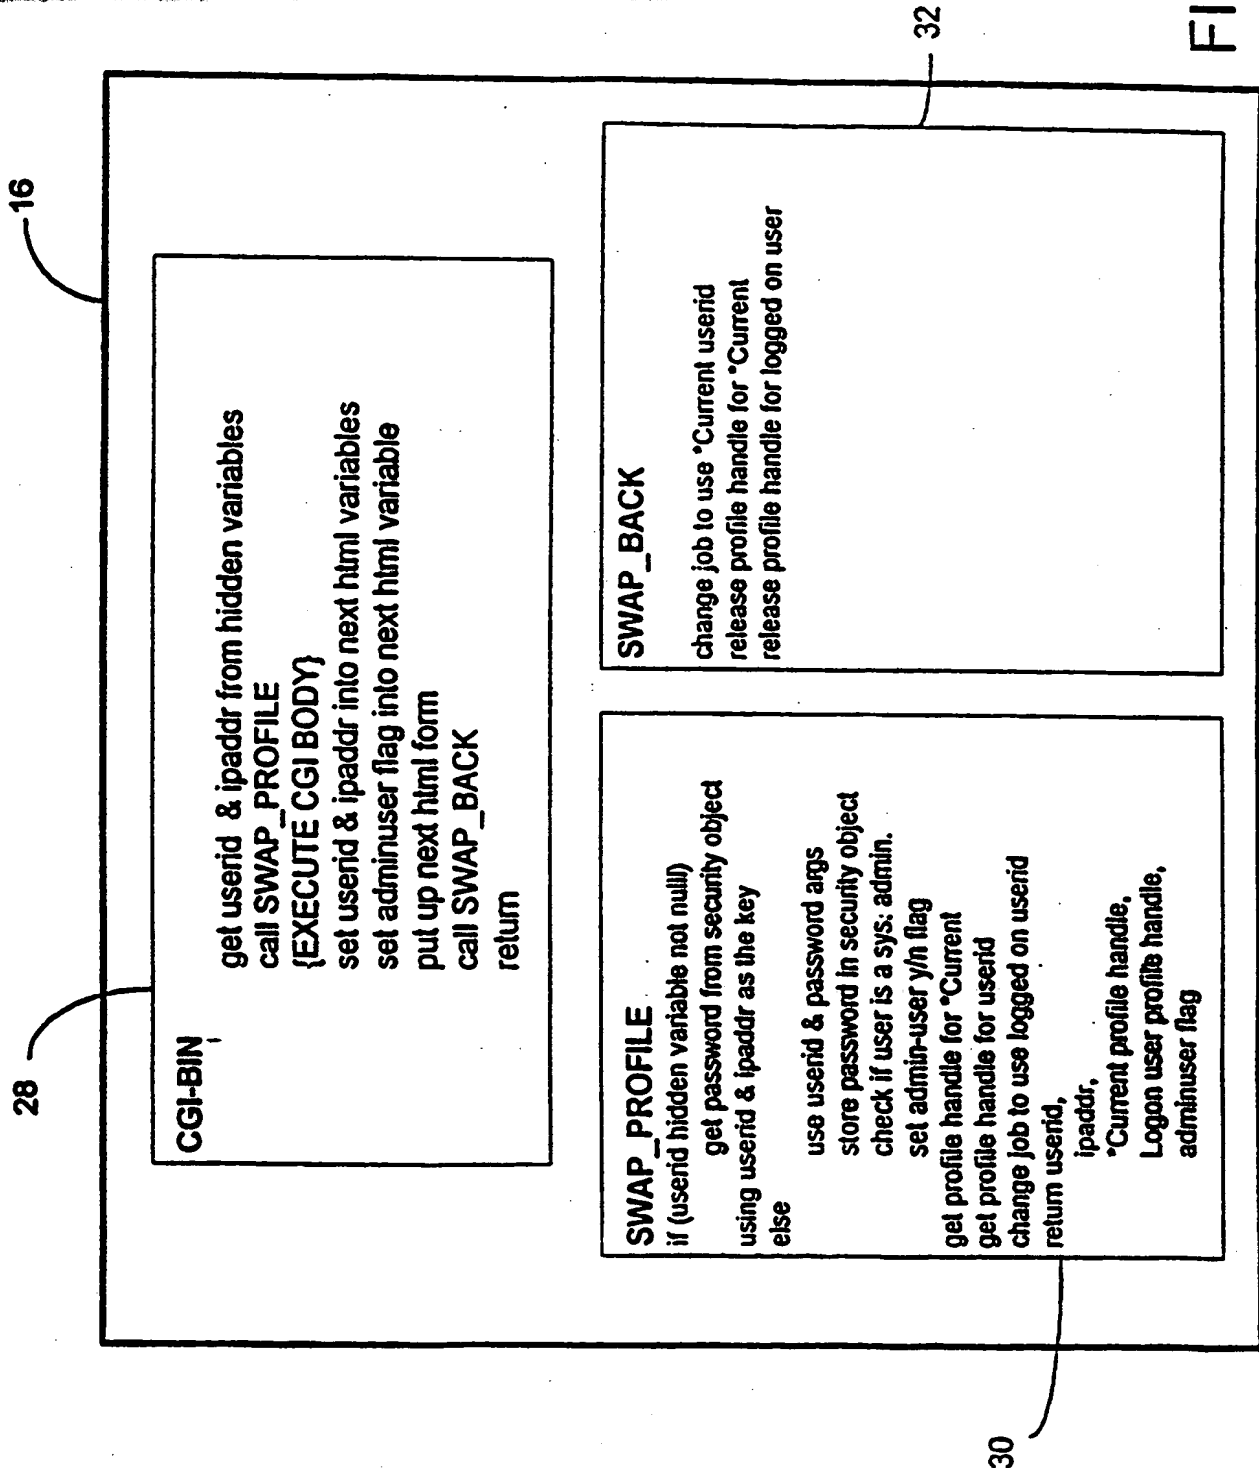 16
28
CGI-BIN
get userid & ipaddr from hidden variables
call SWAP_PROFILE
{EXECUTE CGI BODY}
set userid & ipaddr into next html variables
set adminuser flag into next html variable
put up next html form
call SWAP_BACK
return
30
SWAP_PROFILE
if (userid hidden variable not null)
get password from security object
using userid & ipaddr as the key
else
use userid & password args
store password in security object
check if user is a sys: admin.
set admin-user y/n flag
get profile handle for *Current
get profile handle for userid
change job to use logged on userid
return userid,
ipaddr,
*Current profile handle,
Logon user profile handle,
adminuser flag
32
SWAP_BACK
change job to use *Current userid
release profile handle for *Current
release profile handle for logged on user
FI